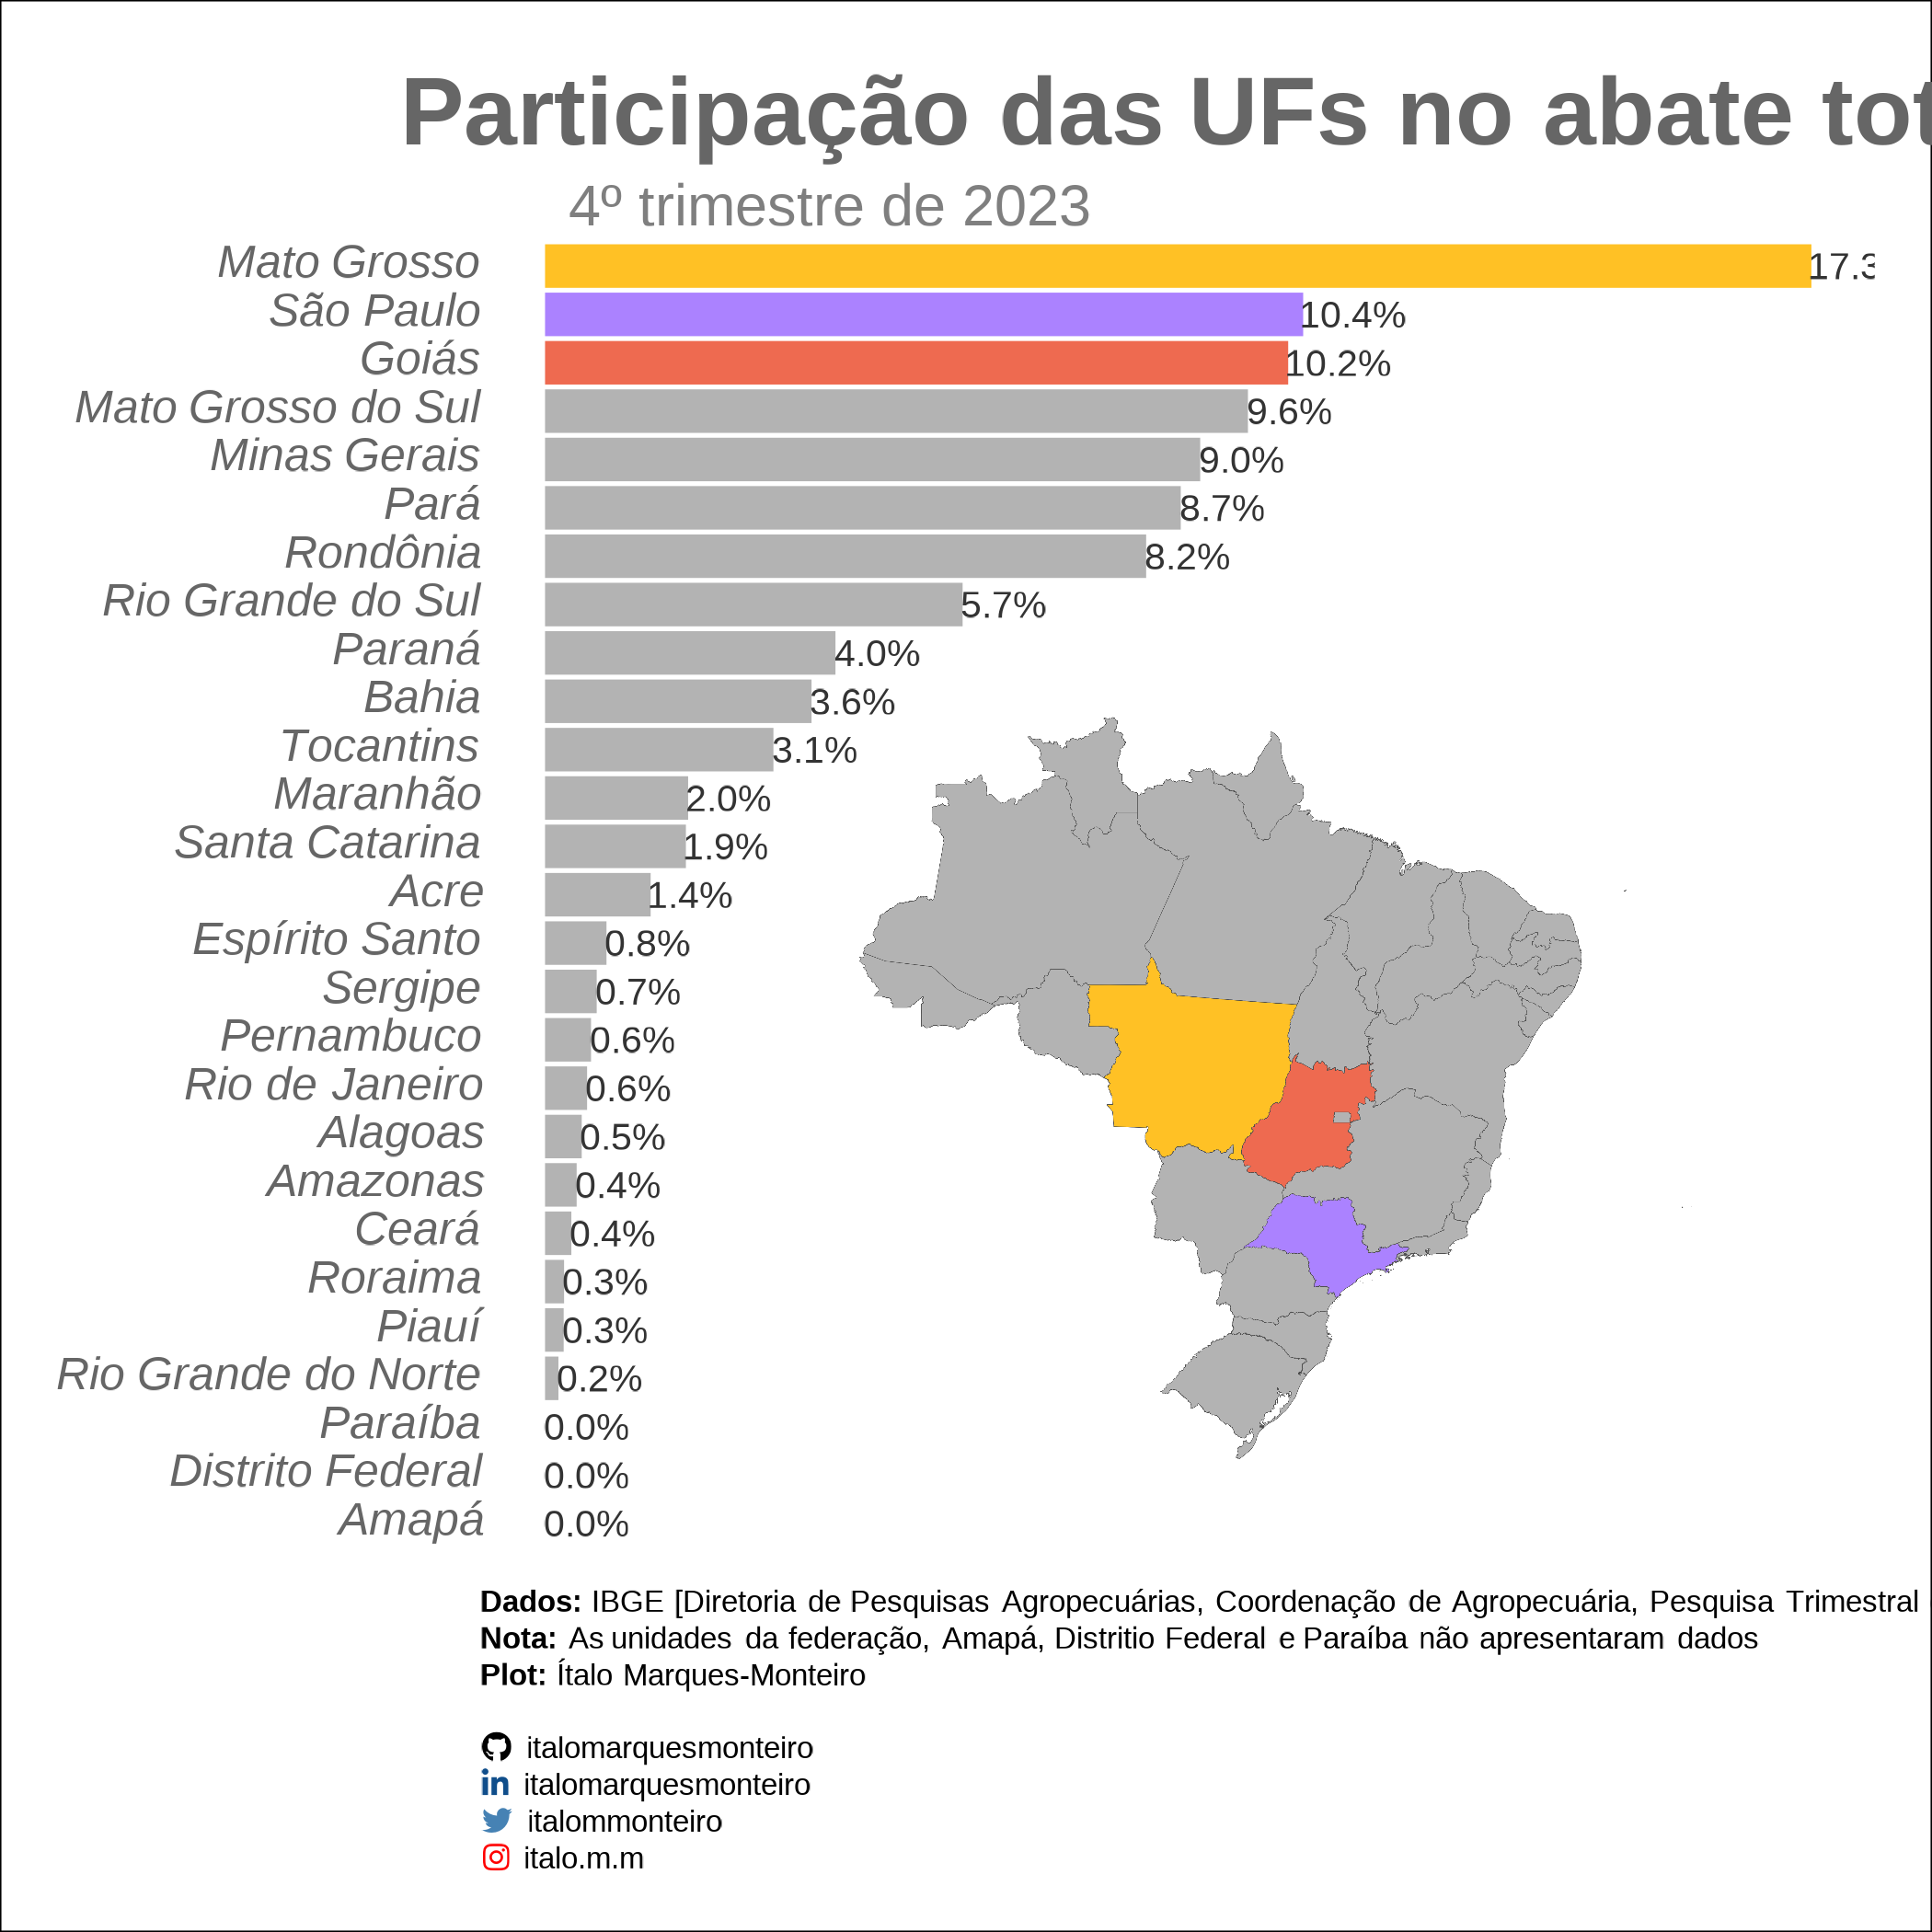 Participação das UFs no abate tot
4º trimestre de 2023
Mato Grosso 17.3
São Paulo 10.4%
Goiás 10.2%
Mato Grosso do Sul 9.6%
Minas Gerais 9.0%
Pará 8.7%
Rondônia 8.2%
Rio Grande do Sul 5.7%
Paraná 4.0%
Bahia 3.6%
Tocantins 3.1%
Maranhão 2.0%
Santa Catarina 1.9%
Acre 1.4%
Espírito Santo 0.8%
Sergipe 0.7%
Pernambuco 0.6%
Rio de Janeiro 0.6%
Alagoas 0.5%
Amazonas 0.4%
Ceará 0.4%
Roraima 0.3%
Piauí 0.3%
Rio Grande do Norte 0.2%
Paraíba 0.0%
Distrito Federal 0.0%
Amapá 0.0%
Dados: IBGE [Diretoria de Pesquisas Agropecuárias, Coordenação de Agropecuária, Pesquisa Trimestral
Nota: As unidades da federação, Amapá, Distritio Federal e Paraíba não apresentaram dados
Plot: Ítalo Marques-Monteiro
italomarquesmonteiro
italomarquesmonteiro
italommonteiro
italo.m.m